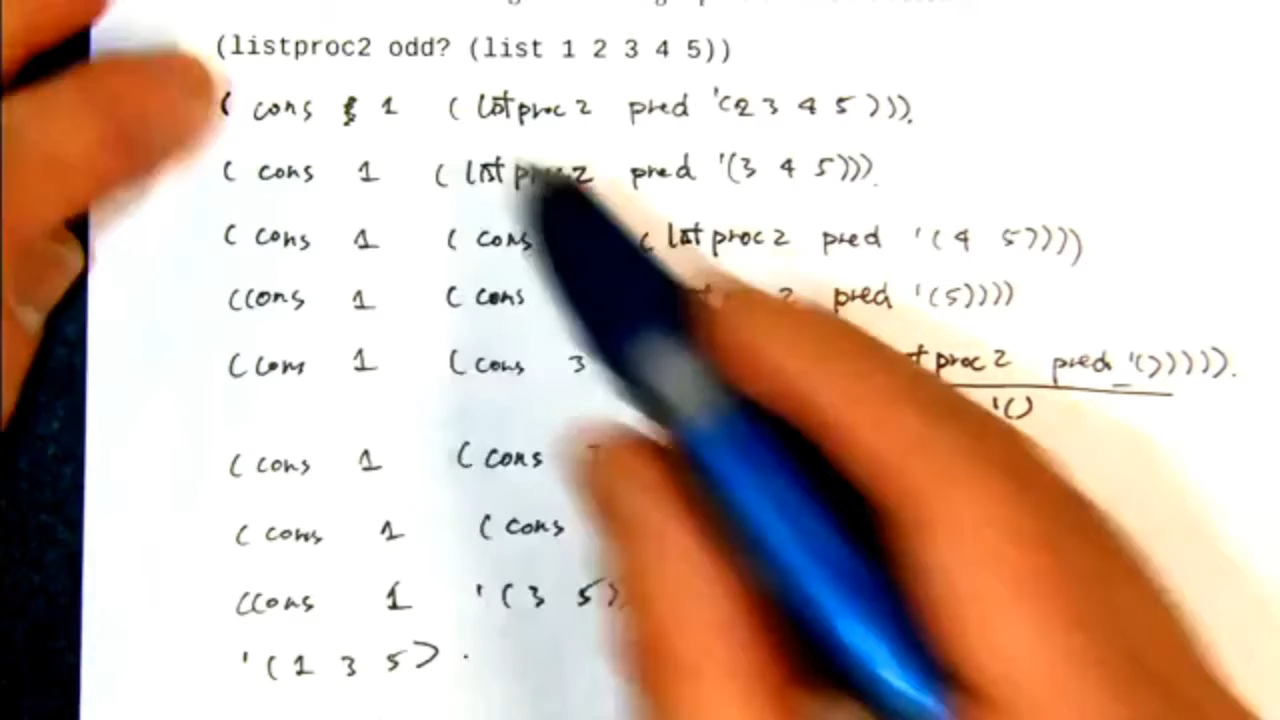 (listproc2 odd? (list 1 2 3 4 5))
( cons 1 ( listproc2 pred '(2 3 4 5 ))).
( cons 1 ( listproc2 pred '(3 4 5))).
( cons 1 ( cons ( listproc2 pred '( 4 5))))
(cons 1 ( cons 2 pred '(5))))
(cons 1 ( cons 3 proc2 pred '()))))).
'()
( cons 1 ( cons
( cons 1 ( cons
(cons 1 '( 3 5)
'( 1 3 5) .